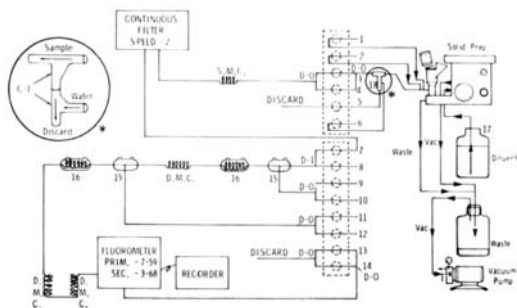 CONTINUOUS
FILTER
SPEED - 2
Sample
C-1
Water
Discard
*
S.M.C.
D-O
DISCARD
1
2
D-O
3
4
5
6
*
Solid Prep
Waste
Vac
17
Diluent
Waste
Vac
Vacuum
Pump
7
D-1
8
9
D-O
10
D-O
11
12
16
15
D.M.C.
16
15
DISCARD
D-O
13
14
D-O
FLUOROMETER
PRIM. - 7-59
SEC. - 3-68
RECORDER
D.
M.
C.
D.
M.
C.